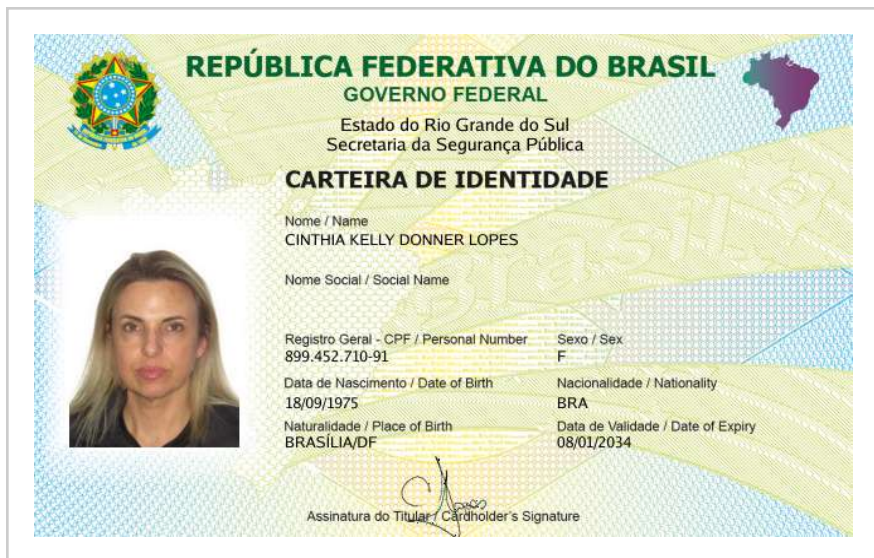 REPÚBLICA FEDERATIVA DO BRASIL
GOVERNO FEDERAL
Estado do Rio Grande do Sul
Secretaria da Segurança Pública
CARTEIRA DE IDENTIDADE
Nome / Name
CINTHIA KELLY DONNER LOPES
Nome Social / Social Name
Registro Geral - CPF / Personal Number Sexo / Sex
899.452.710-91 F
Data de Nascimento / Date of Birth Nacionalidade / Nationality
18/09/1975 BRA
Naturalidade / Place of Birth Data de Validade / Date of Expiry
BRASÍLIA/DF 08/01/2034
Assinatura do Titular / Cardholder's Signature
Brasil